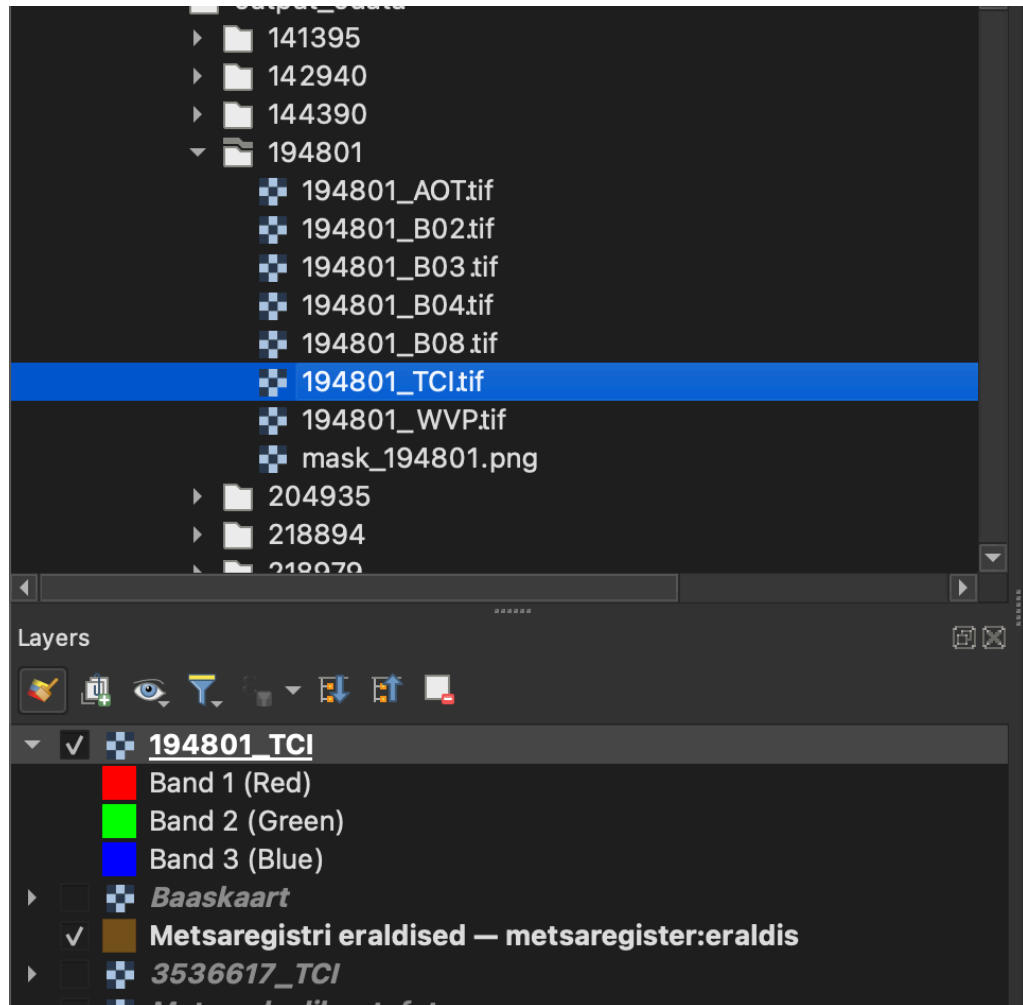 output_odata
141395
142940
144390
194801
194801_AOT.tif
194801_B02.tif
194801_B03.tif
194801_B04.tif
194801_B08.tif
194801_TCI.tif
194801_WVP.tif
mask_194801.png
204935
218894
218979
Layers
194801_TCI
Band 1 (Red)
Band 2 (Green)
Band 3 (Blue)
Baaskaart
Metsaregistri eraldised — metsaregister:eraldis
3536617_TCI